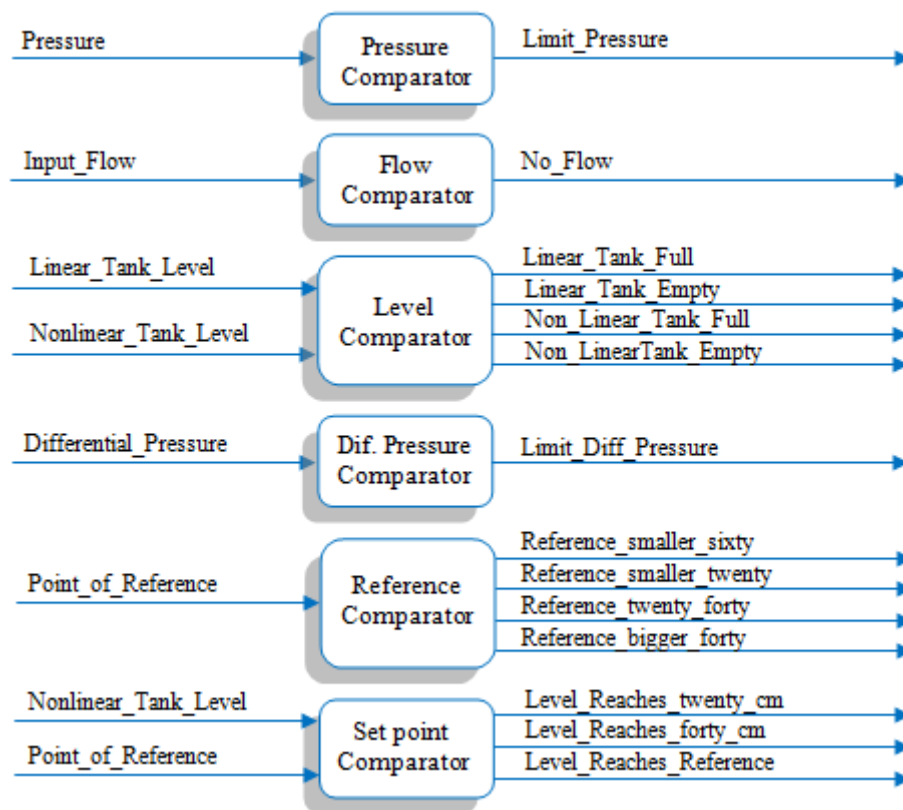 Pressure
Pressure
Comparator
Limit_Pressure
Input_Flow
Flow
Comparator
No_Flow
Linear_Tank_Level
Nonlinear_Tank_Level
Level
Comparator
Linear_Tank_Full
Linear_Tank_Empty
Non_Linear_Tank_Full
Non_LinearTank_Empty
Differential_Pressure
Dif. Pressure
Comparator
Limit_Diff_Pressure
Point_of_Reference
Reference
Comparator
Reference_smaller_sixty
Reference_smaller_twenty
Reference_twenty_forty
Reference_bigger_forty
Nonlinear_Tank_Level
Point_of_Reference
Set point
Comparator
Level_Reaches_twenty_cm
Level_Reaches_forty_cm
Level_Reaches_Reference